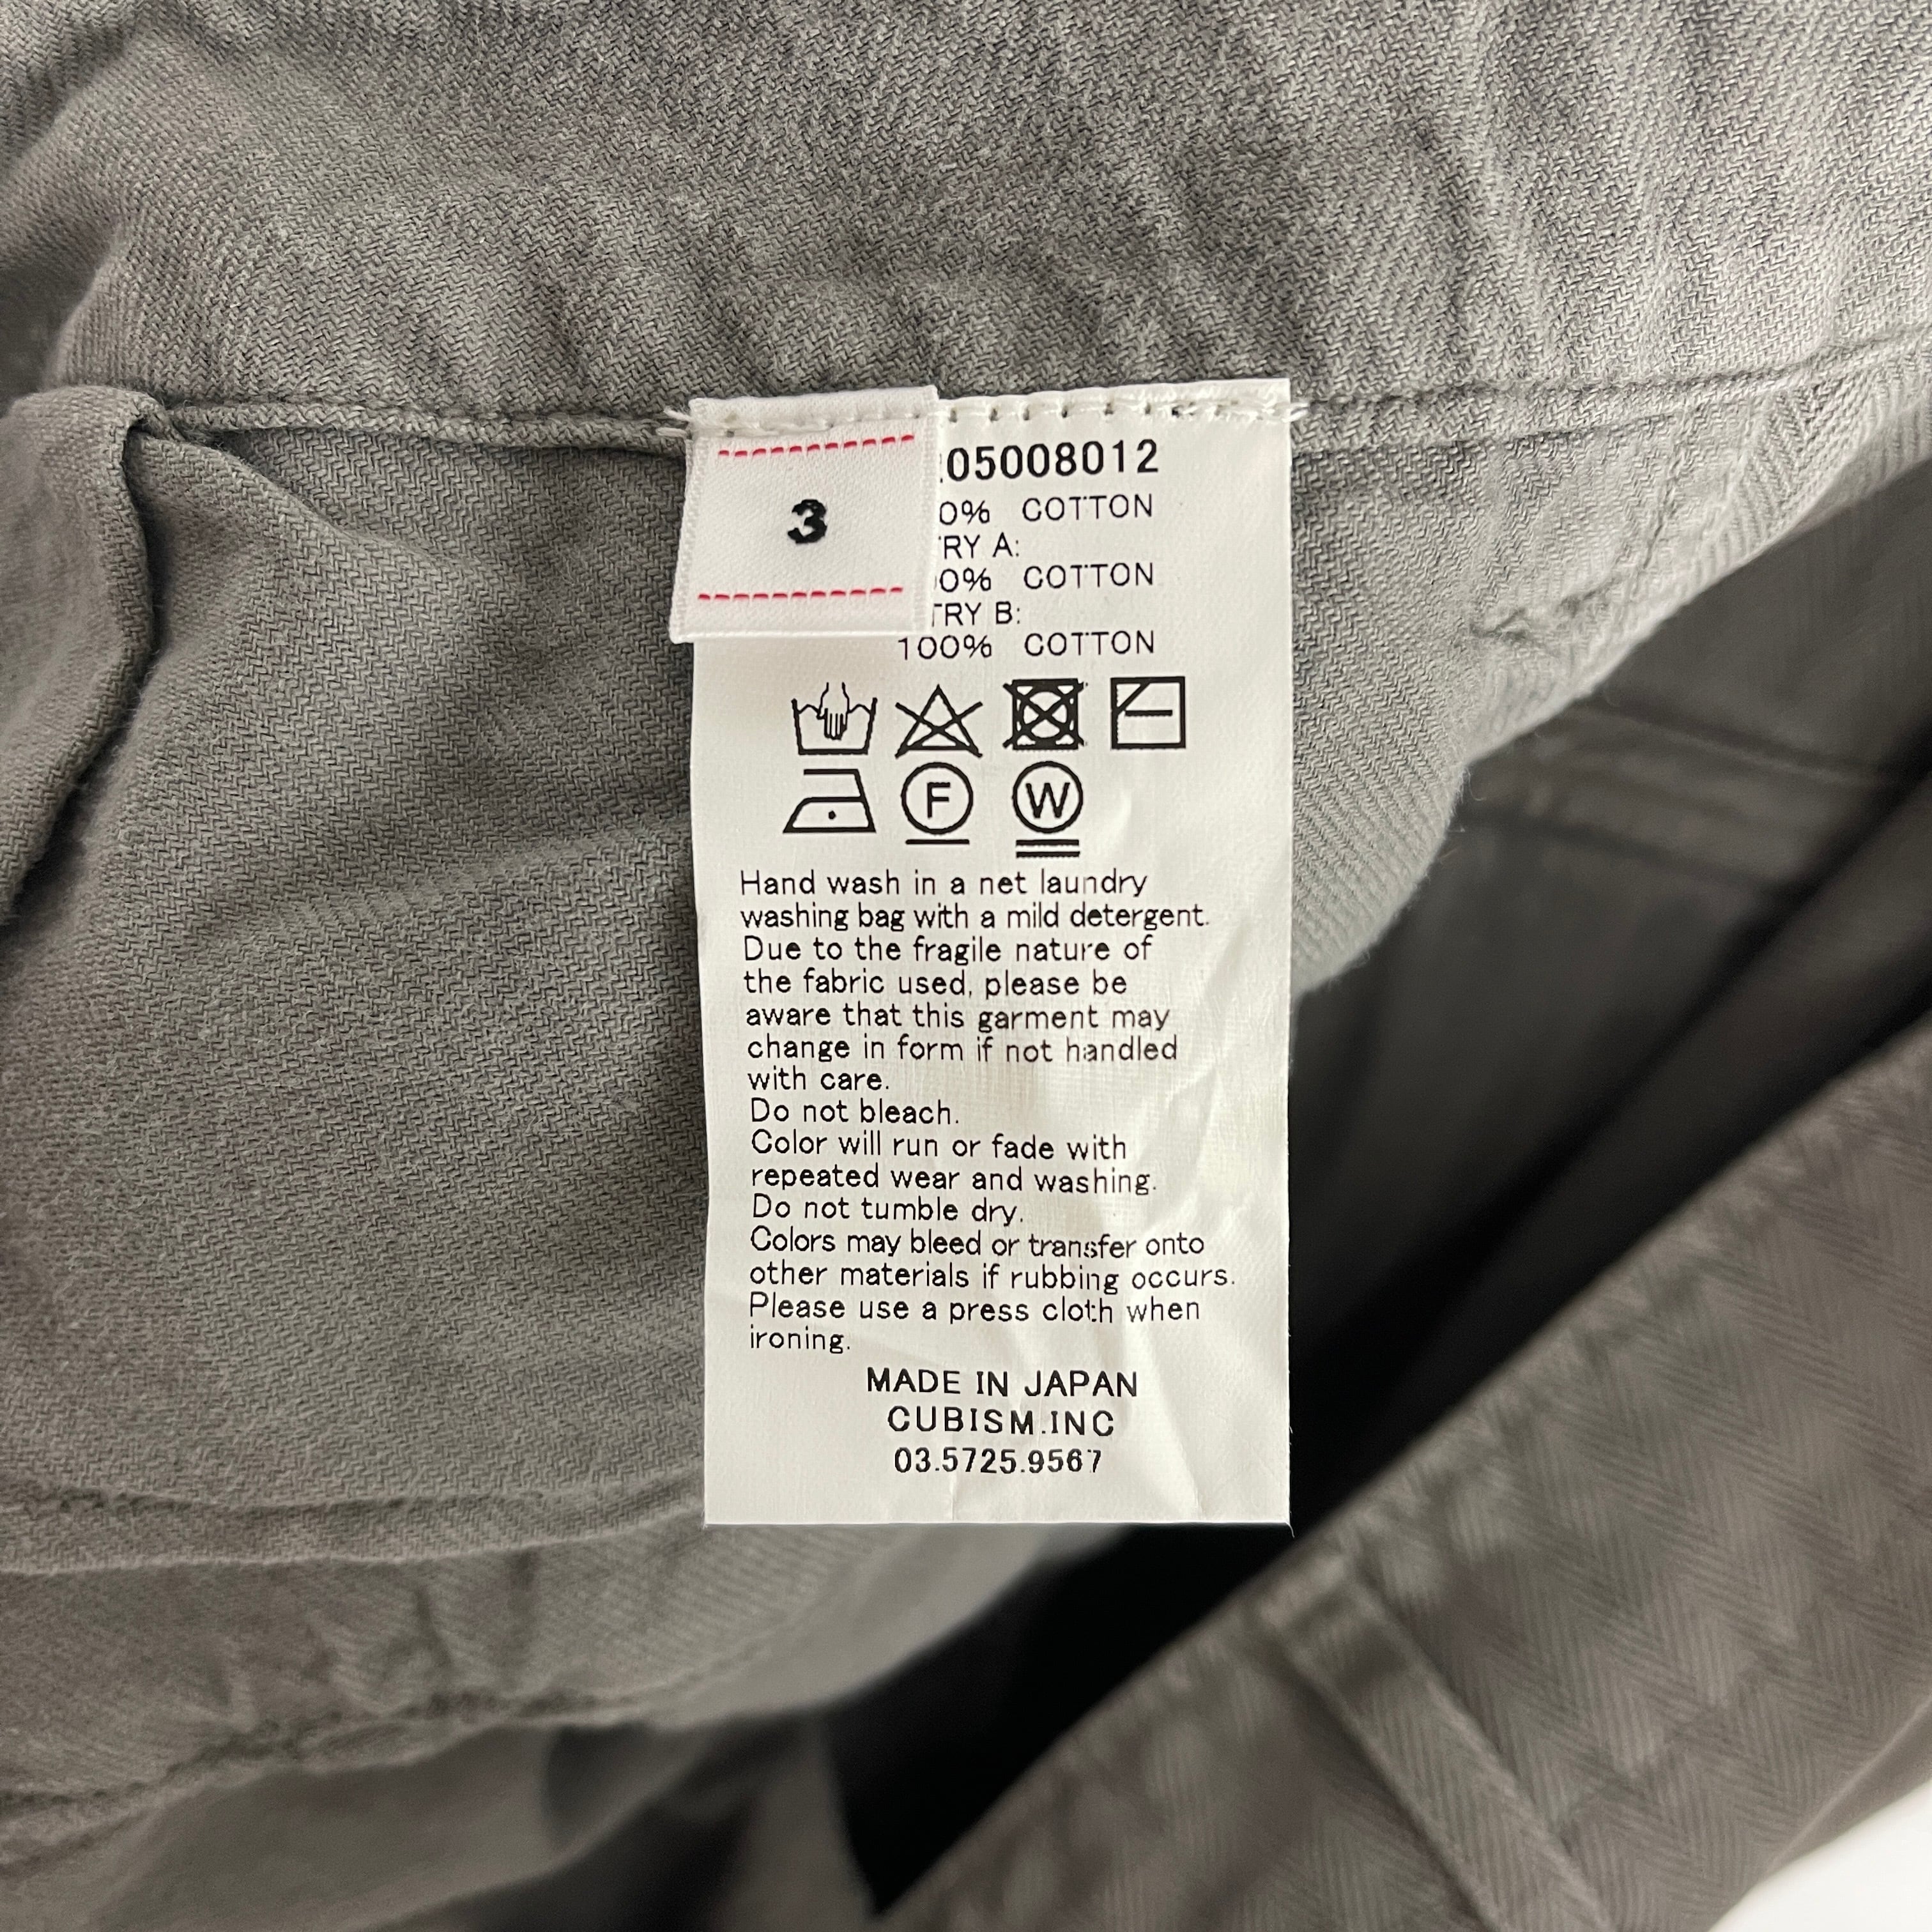 3
05008012
0% COTTON
RY A:
0% COTTON
TRY B:
100% COTTON
F W
Hand wash in a net laundry
washing bag with a mild detergent.
Due to the fragile nature of
the fabric used, please be
aware that this garment may
change in form if not handled
with care.
Do not bleach.
Color will run or fade with
repeated wear and washing.
Do not tumble dry.
Colors may bleed or transfer onto
other materials if rubbing occurs.
Please use a press cloth when
ironing.
MADE IN JAPAN
CUBISM.INC
03.5725.9567